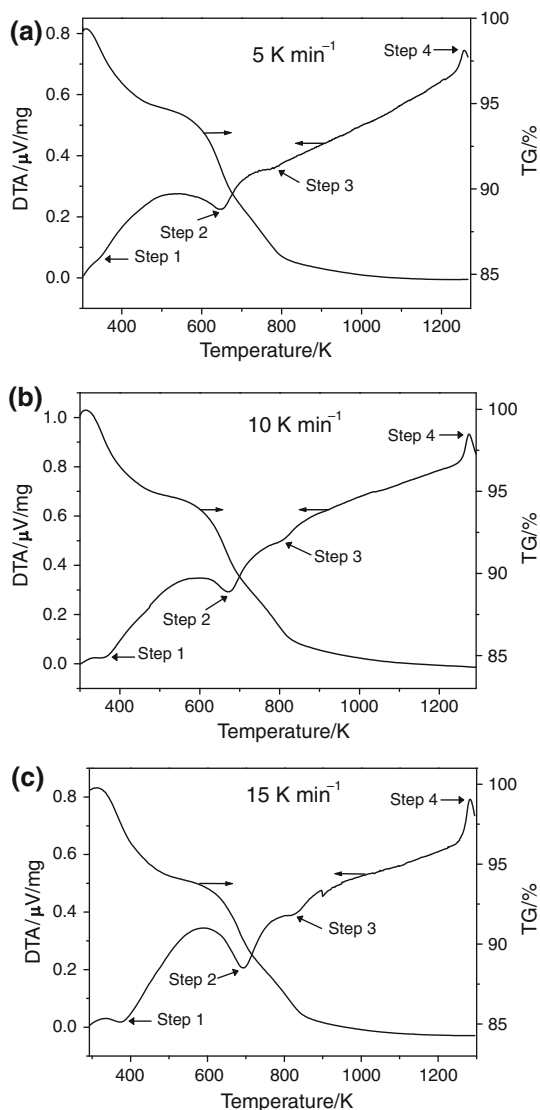 (a)
5 K min⁻¹
DTA/μV/mg
TG/%
0.8
0.6
0.4
0.2
0.0
100
95
90
85
Step 1
Step 2
Step 3
Step 4
400 600 800 1000 1200
Temperature/K
(b)
10 K min⁻¹
DTA/μV/mg
TG/%
1.0
0.8
0.6
0.4
0.2
0.0
100
95
90
85
Step 1
Step 2
Step 3
Step 4
400 600 800 1000 1200
Temperature/K
(c)
15 K min⁻¹
DTA/μV/mg
TG/%
0.8
0.6
0.4
0.2
0.0
100
95
90
85
Step 1
Step 2
Step 3
Step 4
400 600 800 1000 1200
Temperature/K